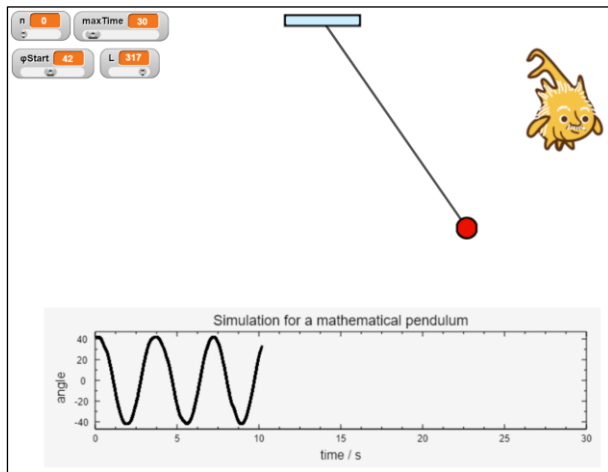 n 0
maxTime 30
φStart 42
L 317
Simulation for a mathematical pendulum
40
20
0
-20
-40
angle
0 5 10 15 20 25 30
time / s